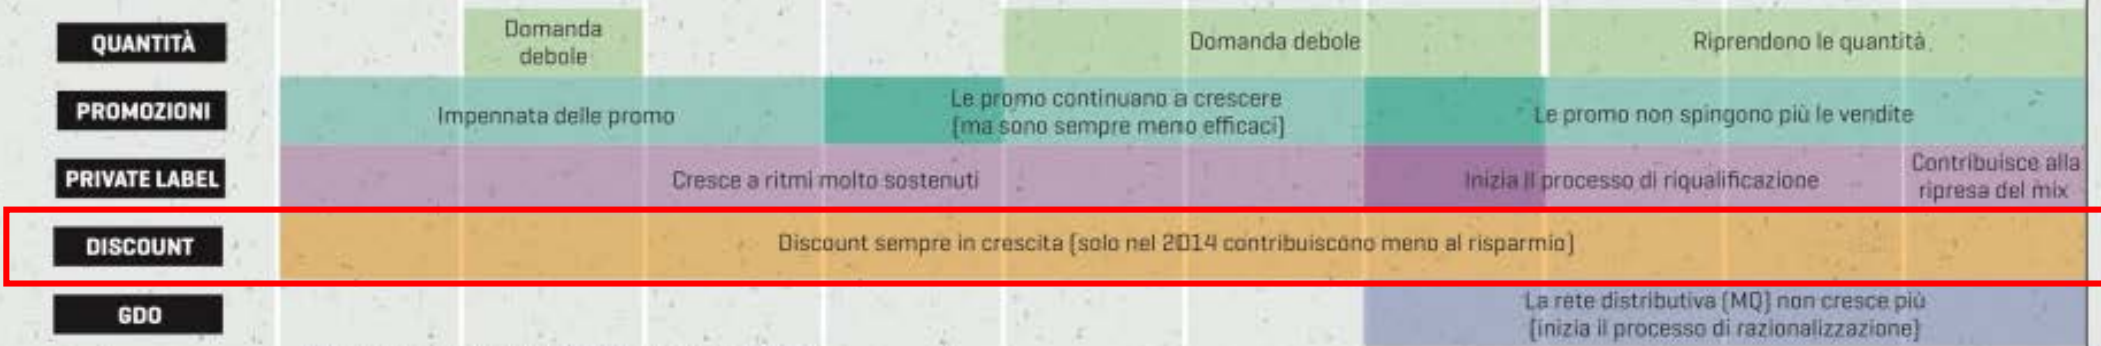 QUANTITÀ
Domanda
debole
Domanda debole
Riprendono le quantità
PROMOZIONI
Impennata delle promo
Le promo continuano a crescere
(ma sono sempre meno efficaci)
Le promo non spingono più le vendite
PRIVATE LABEL
Cresce a ritmi molto sostenuti
Inizia il processo di riqualificazione
Contribuisce alla
ripresa del mix
DISCOUNT
Discount sempre in crescita (solo nel 2014 contribuiscono meno al risparmio)
GDO
La rete distributiva (MQ) non cresce più
(inizia il processo di razionalizzazione)